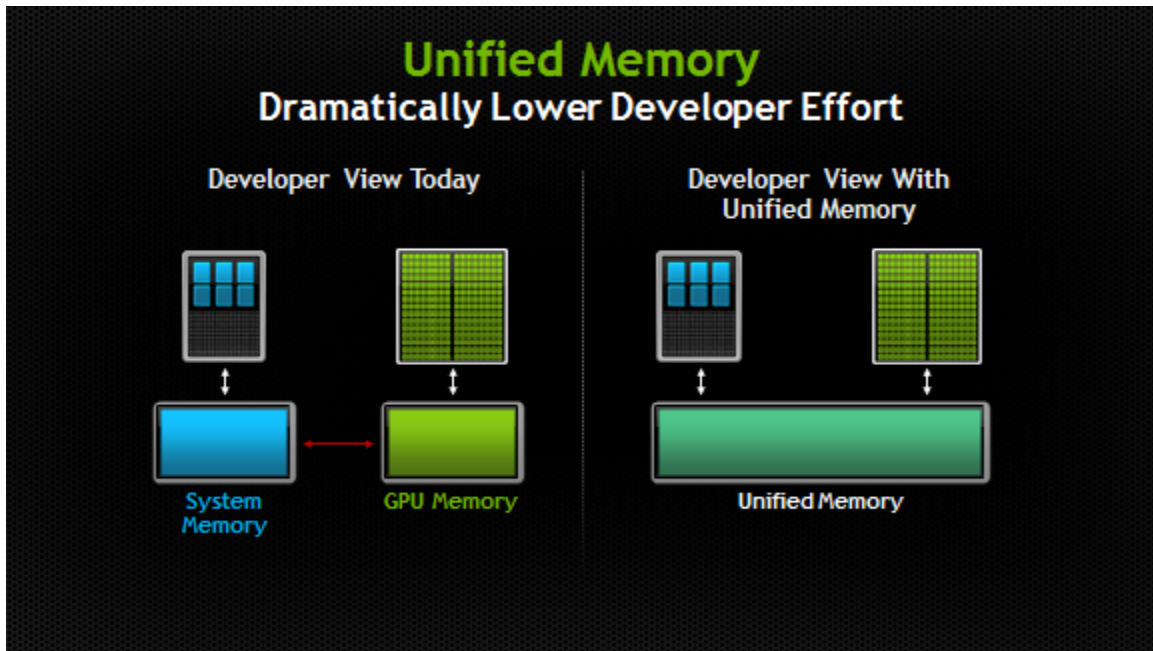 Unified Memory
Dramatically Lower Developer Effort
Developer View Today
System
Memory
GPU Memory
Developer View With
Unified Memory
Unified Memory